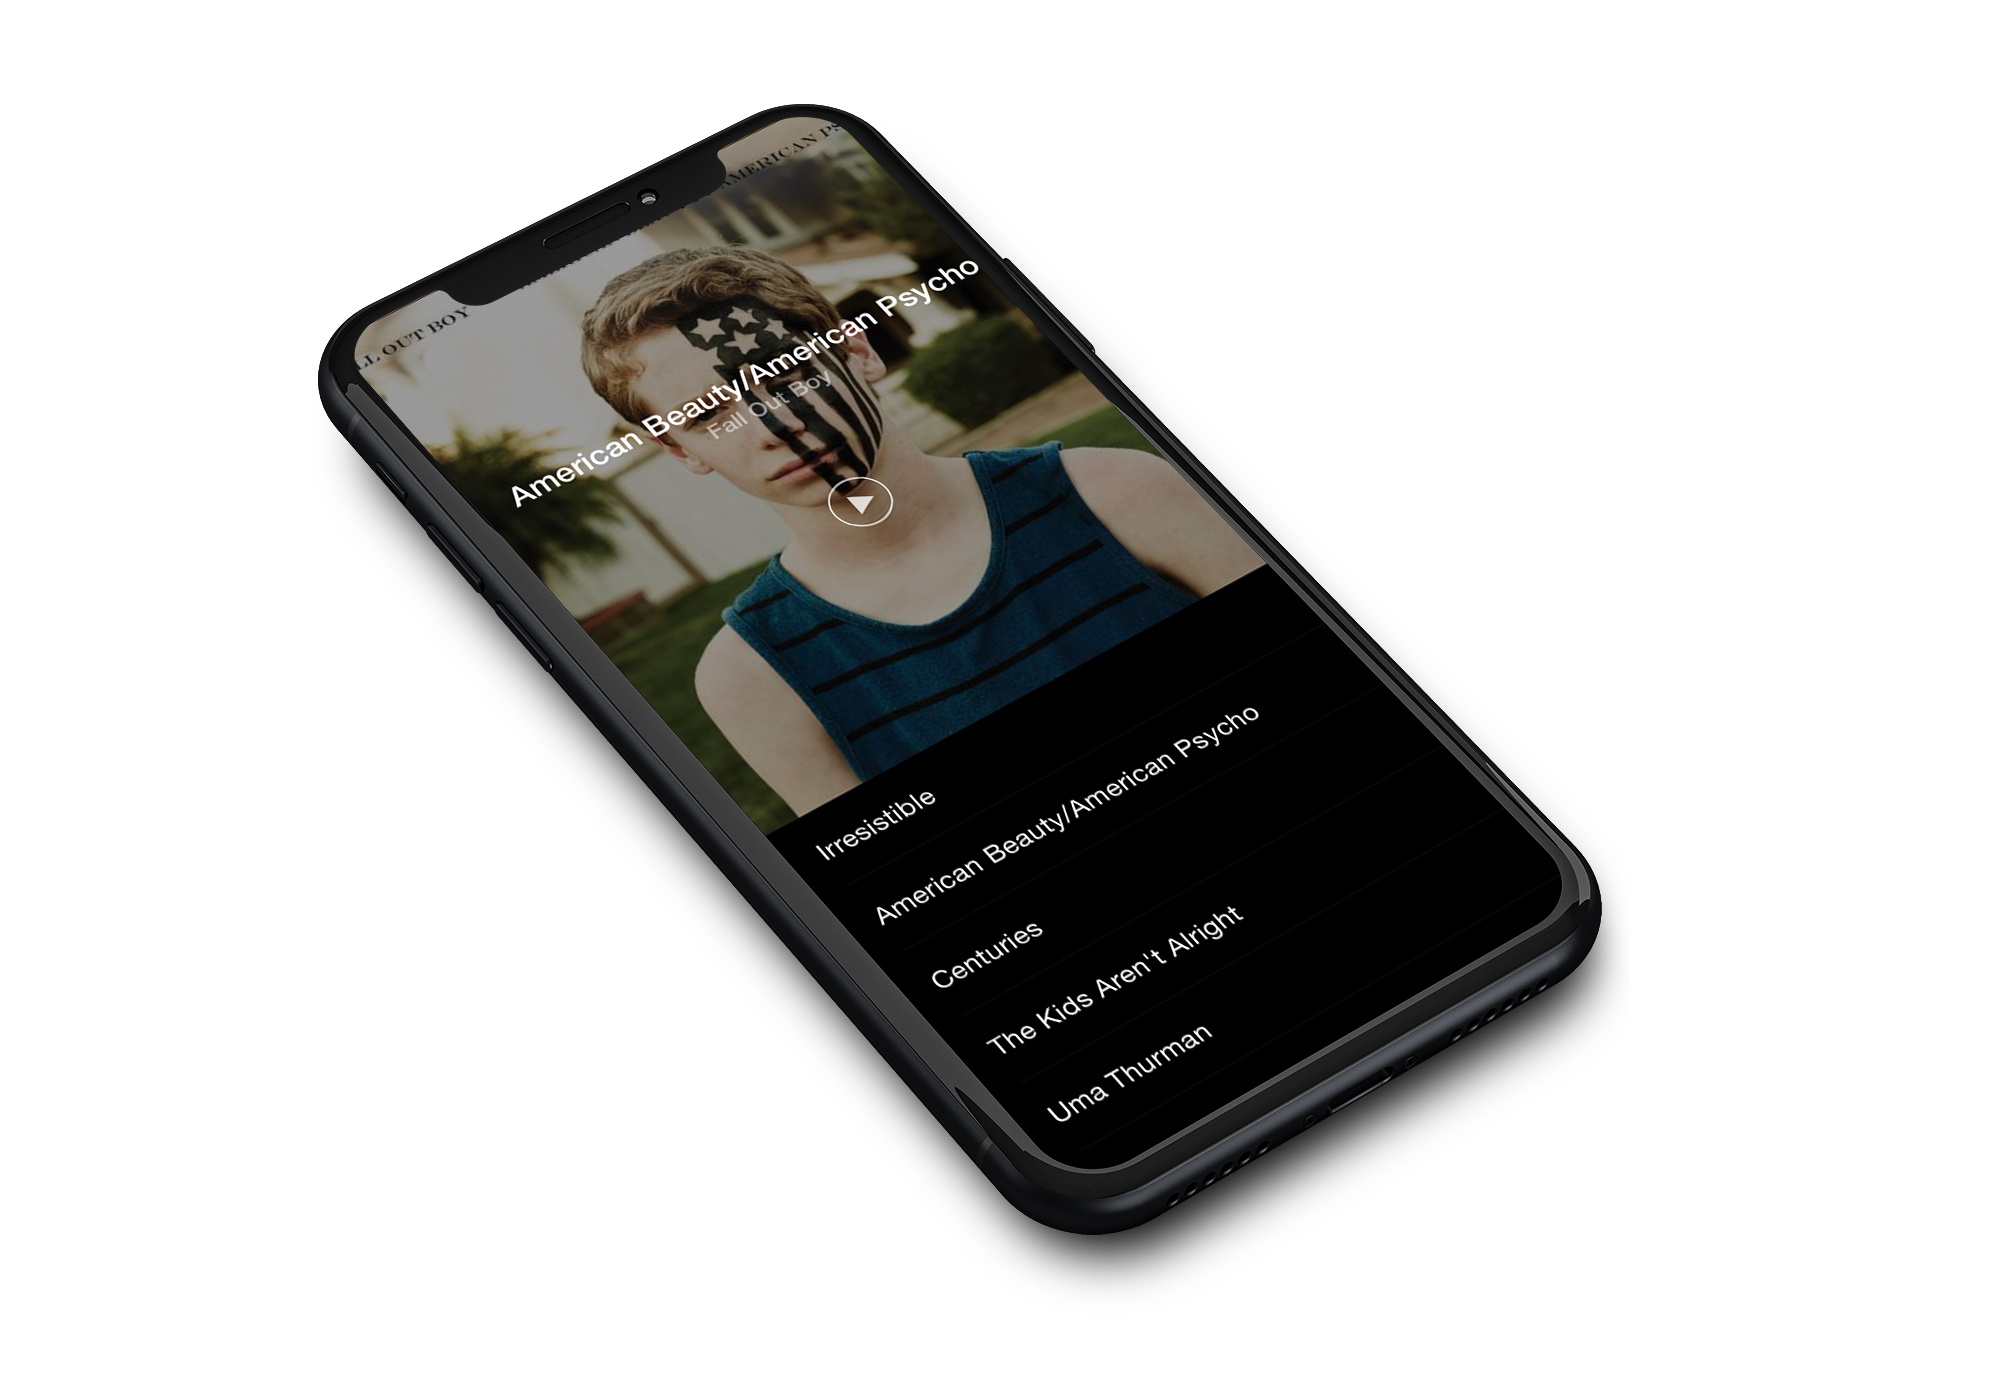 LL OUT BOY
AMERICAN PS
American Beauty/American Psycho
Fall Out Boy
Irresistible
American Beauty/American Psycho
Centuries
The Kids Aren't Alright
Uma Thurman